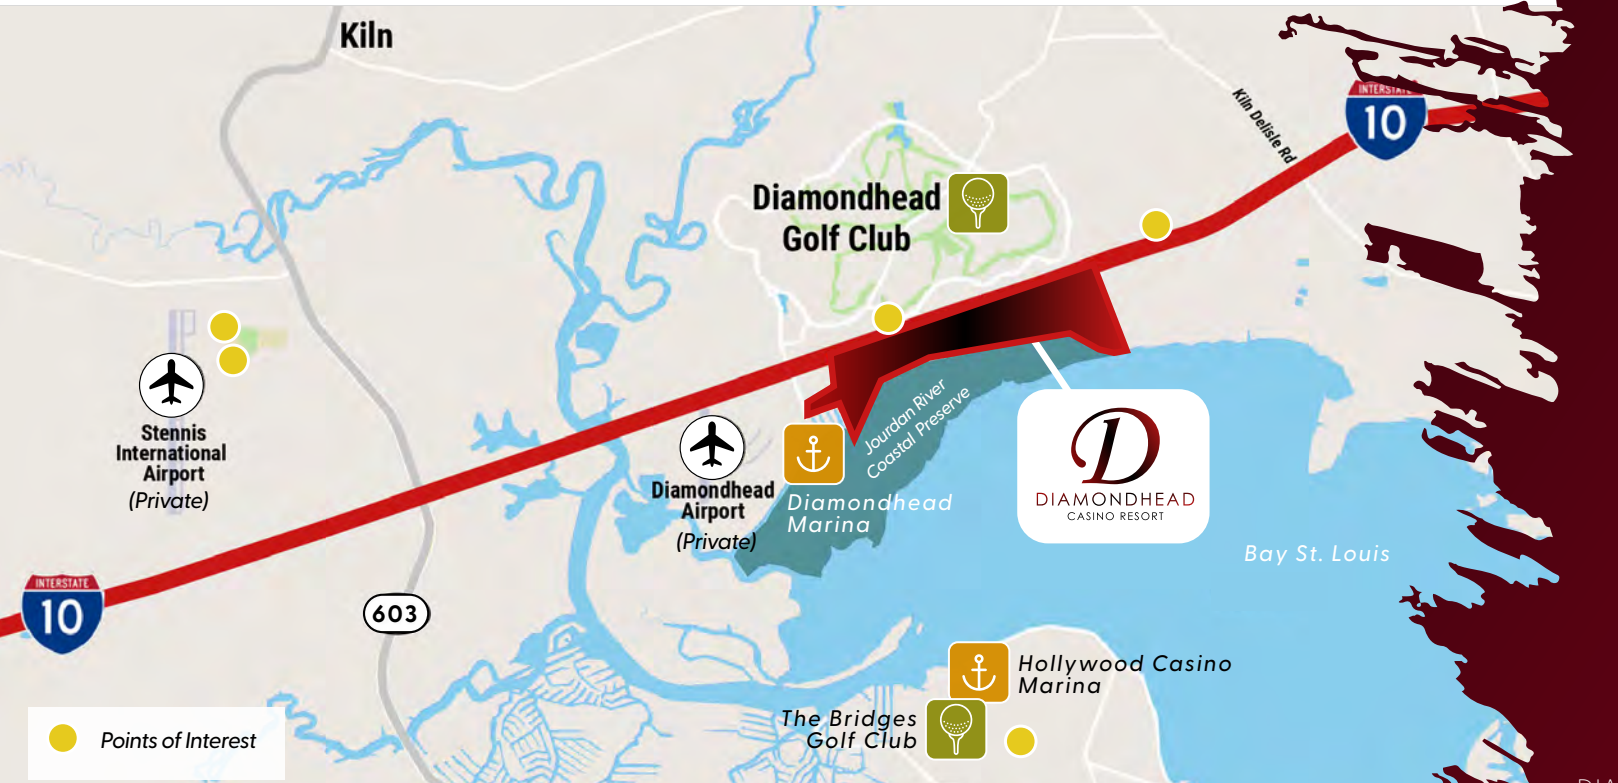 Kiln
Kiln Delisle Rd
INTERSTATE
10
Diamondhead
Golf Club
Stennis
International
Airport
(Private)
Jourdan River
Coastal Preserve
Diamondhead
Airport
(Private)
Diamondhead
Marina
D
DIAMONDHEAD
CASINO RESORT
Bay St. Louis
INTERSTATE
10
603
Hollywood Casino
Marina
The Bridges
Golf Club
Points of Interest